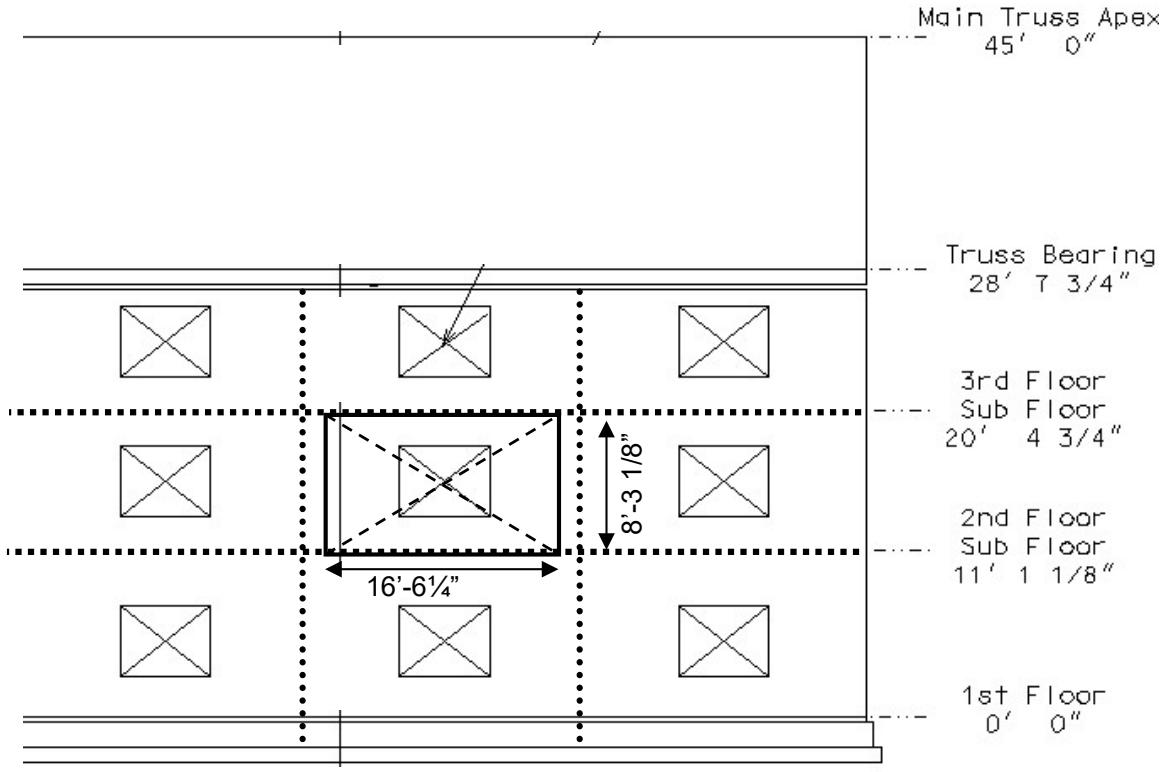 Main Truss Apex
45' 0"
Truss Bearing
28' 7 3/4"
3rd Floor
Sub Floor
20' 4 3/4"
8'-3 1/8"
2nd Floor
Sub Floor
11' 1 1/8"
16'-6¼"
1st Floor
0' 0"